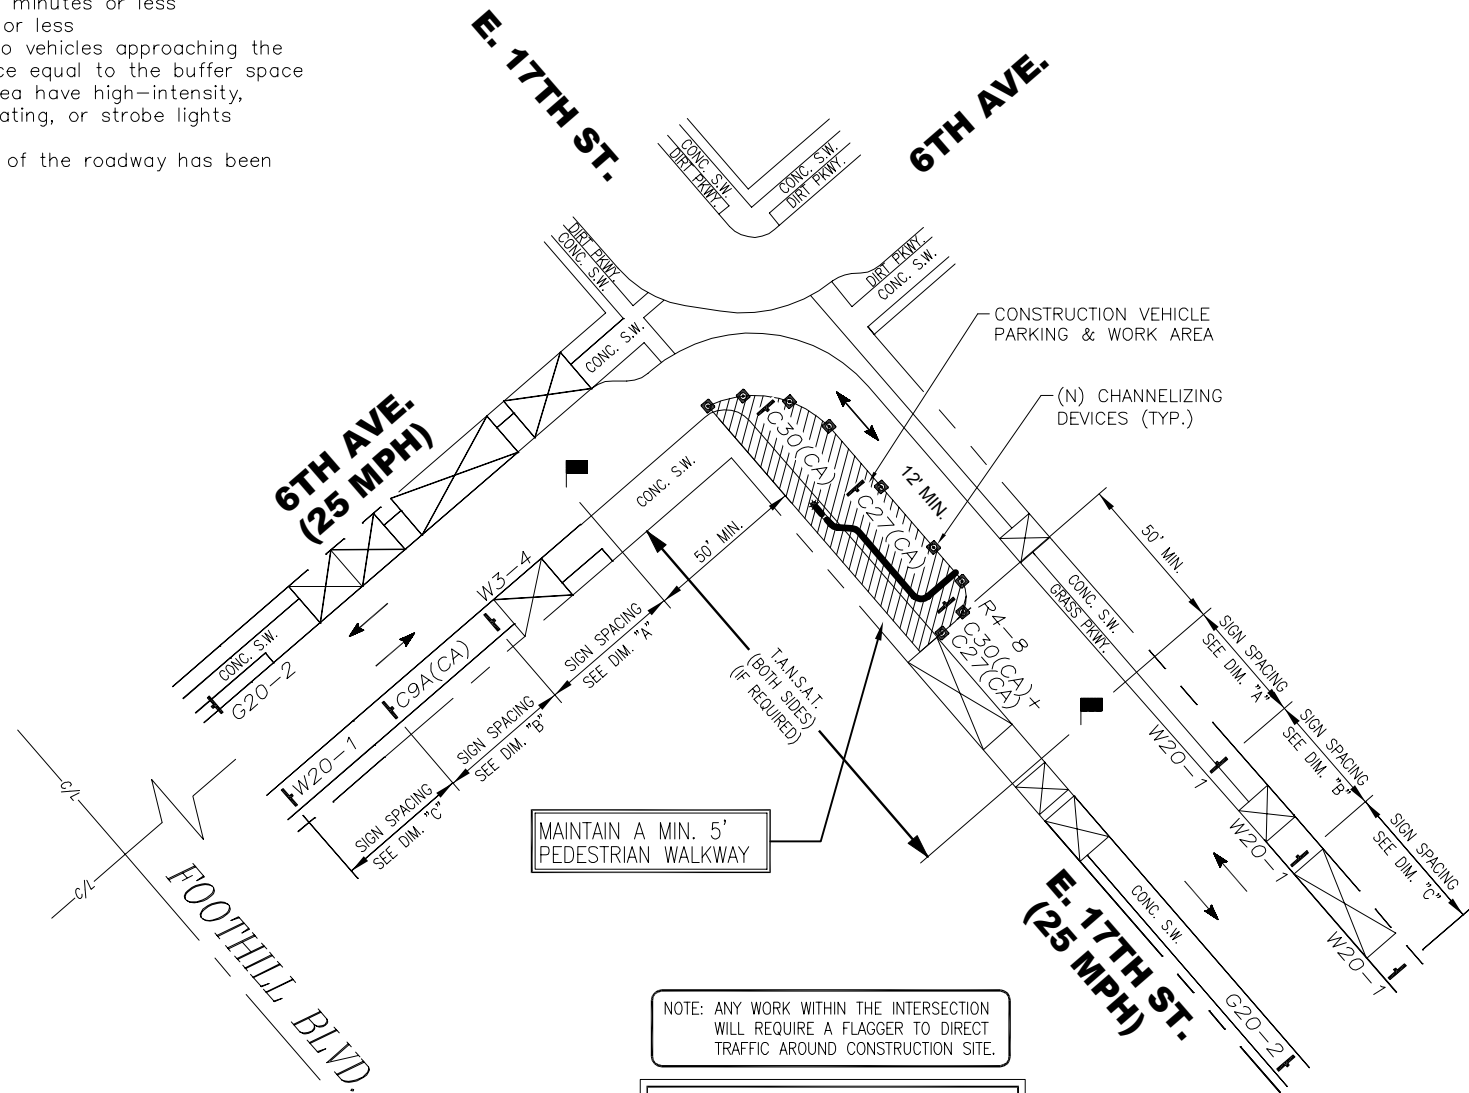 minutes or less
or less
o vehicles approaching the
ce equal to the buffer space
ea have high-intensity,
ating, or strobe lights
of the roadway has been
E. 17TH ST.
6TH AVE.
CONC. S.W.
DIRT PKWY.
CONC. S.W.
DIRT PKWY.
DIRT PKWY.
CONC. S.W.
DIRT PKWY.
CONC. S.W.
CONC. S.W.
CONSTRUCTION VEHICLE
PARKING & WORK AREA
(N) CHANNELIZING
DEVICES (TYP.)
6TH AVE.
(25 MPH)
C30(CA)
C27(CA)
12' MIN.
CONC. S.W.
50' MIN.
50' MIN.
W3-4
C9A(CA)
W20-1
CONC. S.W.
G20-2
SIGN SPACING
SEE DIM. "A"
SIGN SPACING
SEE DIM. "B"
SIGN SPACING
SEE DIM. "C"
T.A.N.S.A.T.
(BOTH SIDES)
(IF REQUIRED)
R4-8
C30(CA)+
C27(CA)
CONC. S.W.
GRASS PKWY.
SIGN SPACING
SEE DIM. "A"
SIGN SPACING
SEE DIM. "B"
SIGN SPACING
SEE DIM. "C"
W20-1
W20-1
W20-1
MAINTAIN A MIN. 5'
PEDESTRIAN WALKWAY
C/L
C/L
FOOTHILL BLVD.
E. 17TH ST.
(25 MPH)
CONC. S.W.
G20-2
NOTE: ANY WORK WITHIN THE INTERSECTION
WILL REQUIRE A FLAGGER TO DIRECT
TRAFFIC AROUND CONSTRUCTION SITE.